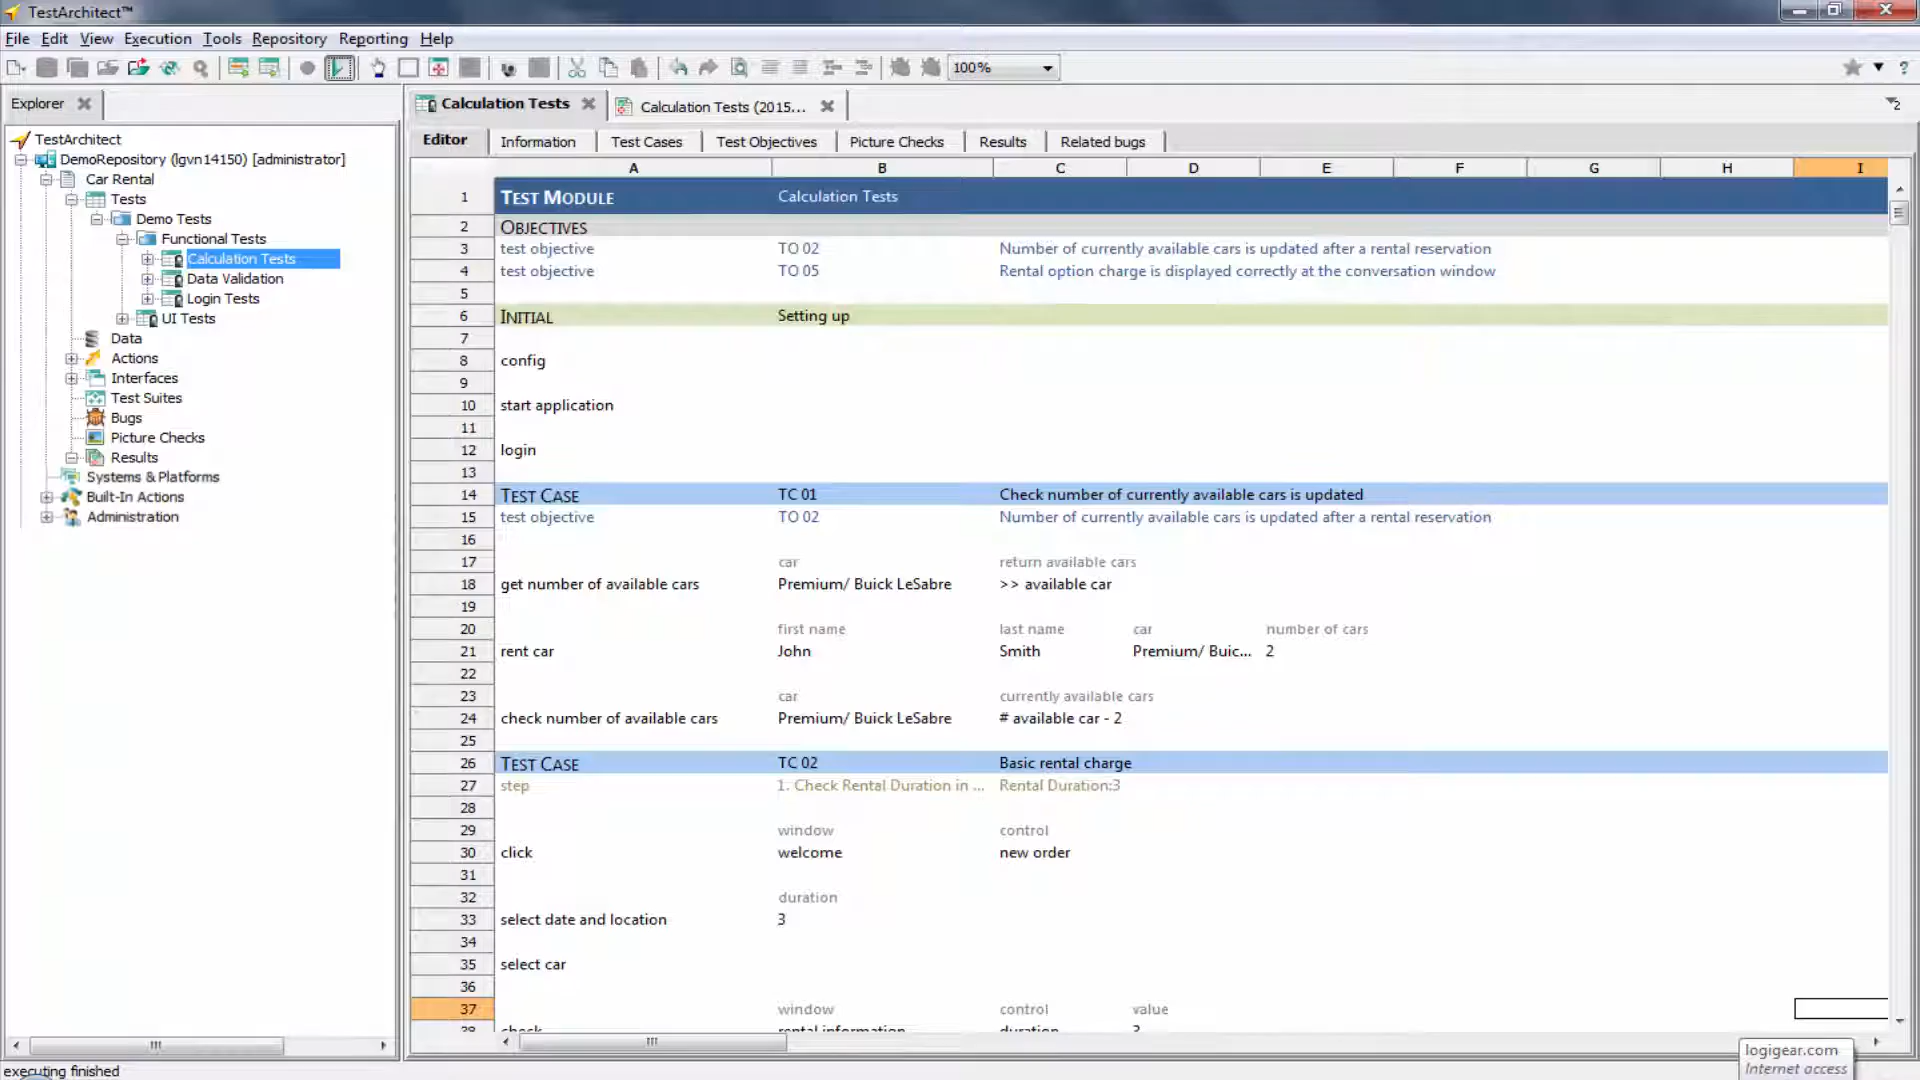 TestArchitect™
File Edit View Execution Tools Repository Reporting Help
100%
Explorer
Calculation Tests
Calculation Tests (2015...
2
TestArchitect
DemoRepository (lgvn14150) [administrator]
Car Rental
Tests
Demo Tests
Functional Tests
Calculation Tests
Data Validation
Login Tests
UI Tests
Data
Actions
Interfaces
Test Suites
Bugs
Picture Checks
Results
Systems & Platforms
Built-In Actions
Administration
Editor Information Test Cases Test Objectives Picture Checks Results Related bugs
A B C D E F G H I
1 TEST MODULE Calculation Tests
2 OBJECTIVES
3 test objective TO 02 Number of currently available cars is updated after a rental reservation
4 test objective TO 05 Rental option charge is displayed correctly at the conversation window
5
6 INITIAL Setting up
7
8 config
9
10 start application
11
12 login
13
14 TEST CASE TC 01 Check number of currently available cars is updated
15 test objective TO 02 Number of currently available cars is updated after a rental reservation
16
17 car return available cars
18 get number of available cars Premium/ Buick LeSabre >> available car
19
20 first name last name car number of cars
21 rent car John Smith Premium/ Buic... 2
22
23 car currently available cars
24 check number of available cars Premium/ Buick LeSabre # available car - 2
25
26 TEST CASE TC 02 Basic rental charge
27 step 1. Check Rental Duration in ... Rental Duration:3
28
29 window control
30 click welcome new order
31
32 duration
33 select date and location 3
34
35 select car
36
37 window control value
38 check rental information duration 3
logigear.com
Internet access
executing finished